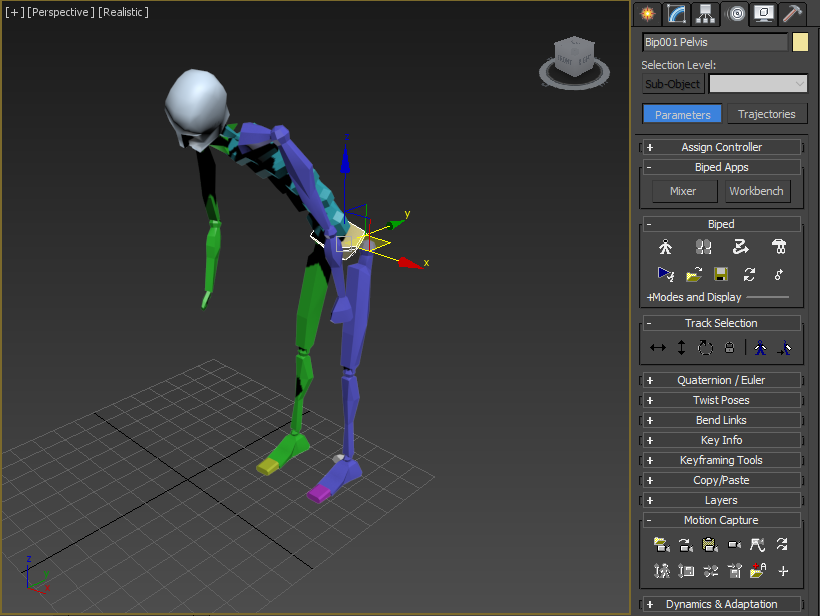 [+] [Perspective] [Realistic]
Bip001 Pelvis
Selection Level:
Sub-Object
Parameters
Trajectories
+ Assign Controller
- Biped Apps
Mixer
Workbench
- Biped
+Modes and Display
- Track Selection
+ Quaternion / Euler
+ Twist Poses
+ Bend Links
+ Key Info
+ Keyframing Tools
+ Copy/Paste
+ Layers
- Motion Capture
+ Dynamics & Adaptation
z
y
x
z
y
x